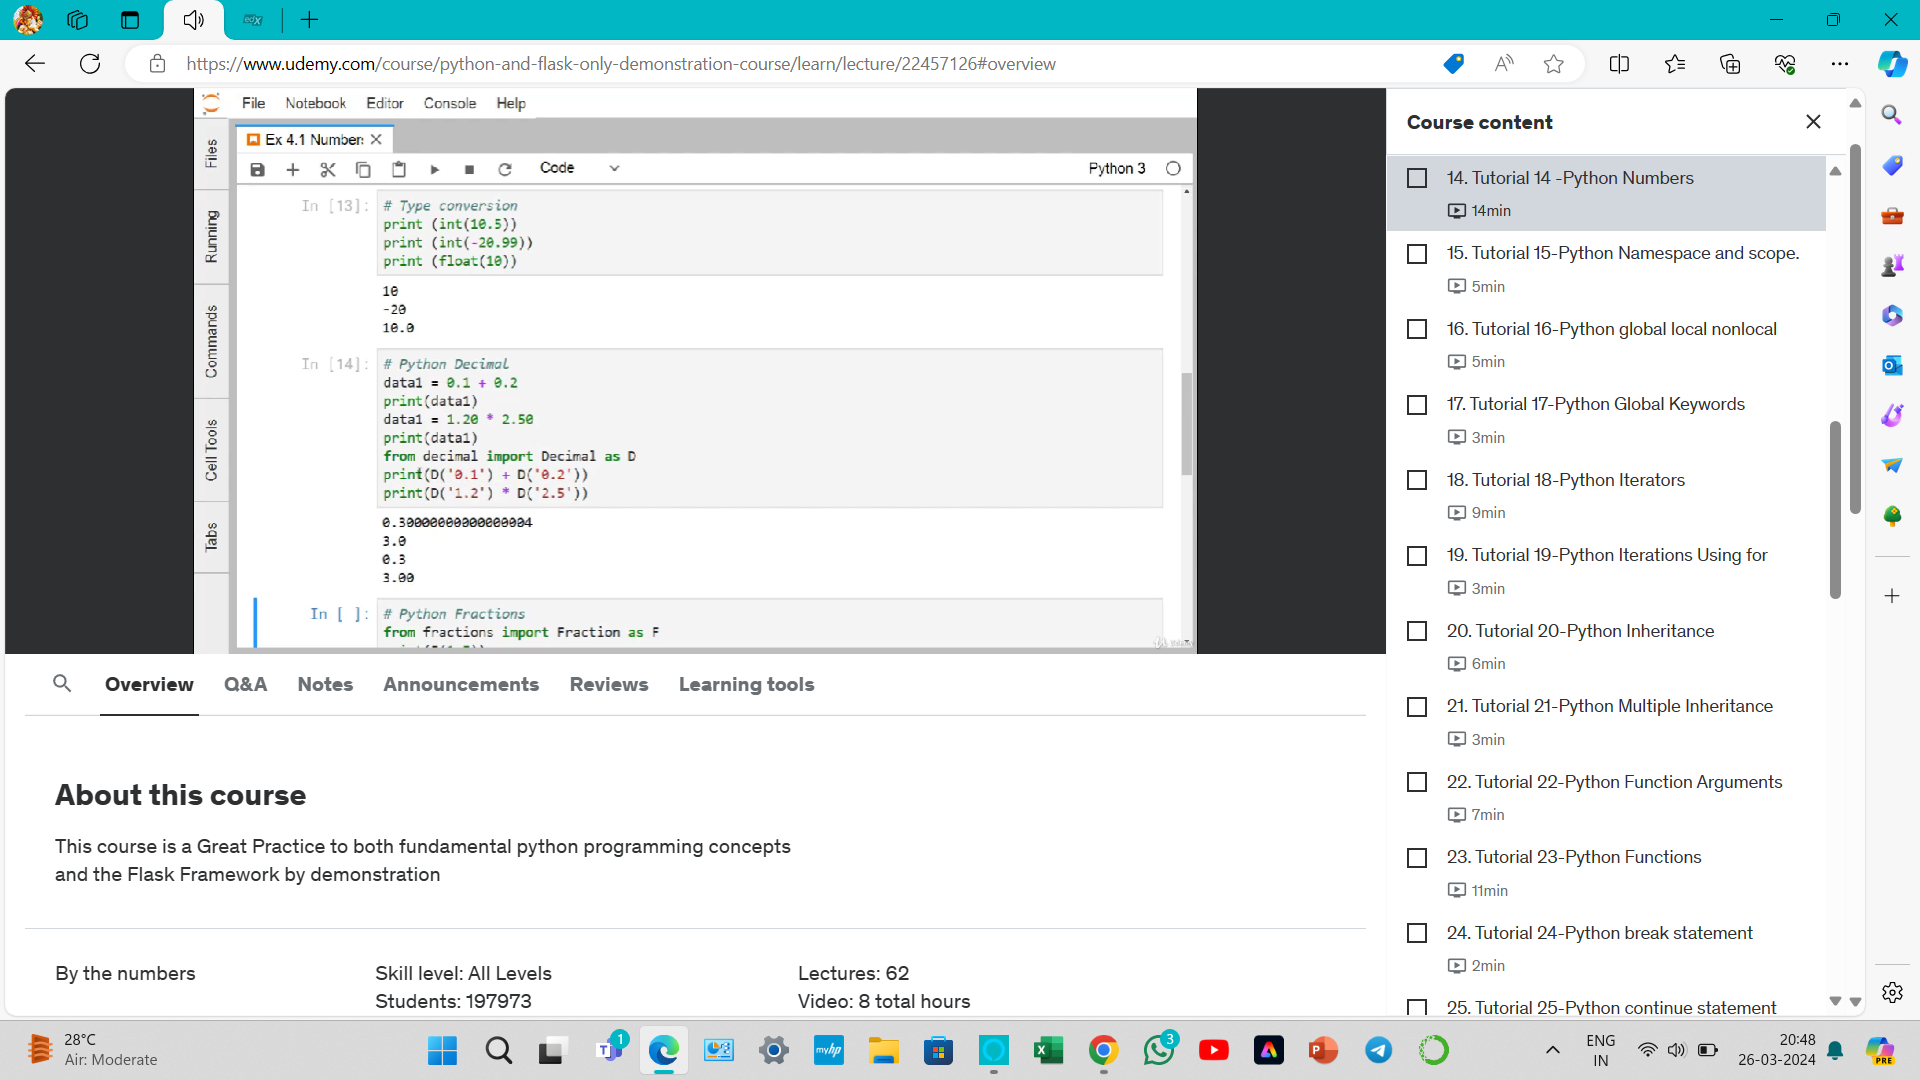 edX
https://www.udemy.com/course/python-and-flask-only-demonstration-course/learn/lecture/22457126#overview
File Notebook Editor Console Help
Files
Running
Commands
Cell Tools
Tabs
Ex 4.1 Number
Code
Python 3
In [13]:
# Type conversion
print (int(10.5))
print (int(-20.99))
print (float(10))
10
-20
10.0
In [14]:
# Python Decimal
data1 = 0.1 + 0.2
print(data1)
data1 = 1.20 * 2.50
print(data1)
from decimal import Decimal as D
print(D('0.1') + D('0.2'))
print(D('1.2') * D('2.5'))
0.30000000000000004
3.0
0.3
3.00
In [ ]:
# Python Fractions
from fractions import Fraction as F
Overview Q&A Notes Announcements Reviews Learning tools
About this course
This course is a Great Practice to both fundamental python programming concepts
and the Flask Framework by demonstration
By the numbers
Skill level: All Levels
Students: 197973
Lectures: 62
Video: 8 total hours
Course content
14. Tutorial 14 -Python Numbers
14min
15. Tutorial 15-Python Namespace and scope.
5min
16. Tutorial 16-Python global local nonlocal
5min
17. Tutorial 17-Python Global Keywords
3min
18. Tutorial 18-Python Iterators
9min
19. Tutorial 19-Python Iterations Using for
3min
20. Tutorial 20-Python Inheritance
6min
21. Tutorial 21-Python Multiple Inheritance
3min
22. Tutorial 22-Python Function Arguments
7min
23. Tutorial 23-Python Functions
11min
24. Tutorial 24-Python break statement
2min
25. Tutorial 25-Python continue statement
28°C
Air: Moderate
1
myhp
3
ENG
IN
20:48
26-03-2024
PRE